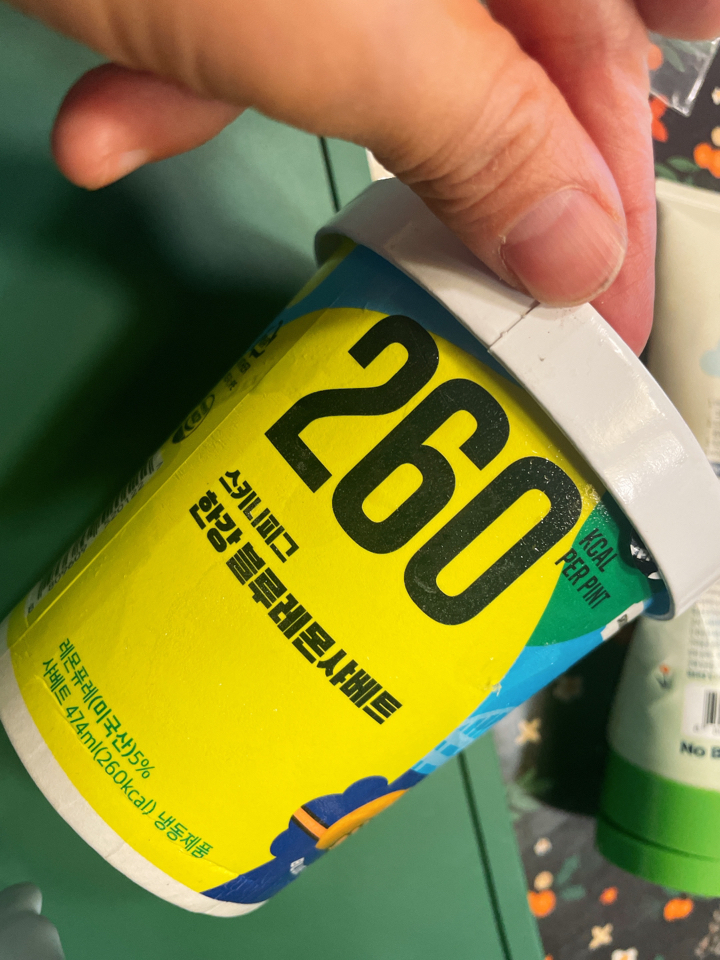 260
KCAL
PER PINT
스키니피그
한강 블루레몬샤베트
레몬퓨레(미국산)5%
샤베트 474ml(260kcal) 냉동제품
No B